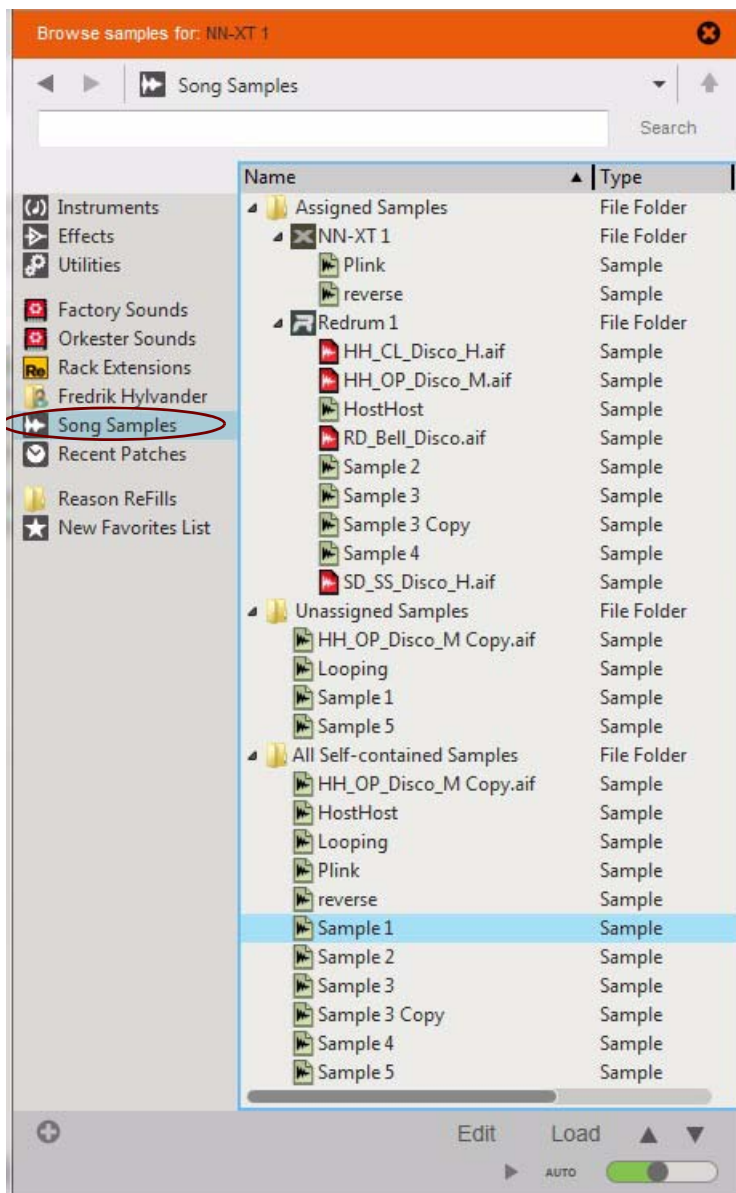 Browse samples for: NN-XT 1
Song Samples
Search
Name Type
Instruments
Effects
Utilities
Factory Sounds
Orkester Sounds
Re Rack Extensions
Fredrik Hylvander
Song Samples
Recent Patches
Reason ReFills
New Favorites List
Assigned Samples File Folder
NN-XT 1 File Folder
Plink Sample
reverse Sample
Redrum 1 File Folder
HH_CL_Disco_H.aif Sample
HH_OP_Disco_M.aif Sample
HostHost Sample
RD_Bell_Disco.aif Sample
Sample 2 Sample
Sample 3 Sample
Sample 3 Copy Sample
Sample 4 Sample
SD_SS_Disco_H.aif Sample
Unassigned Samples File Folder
HH_OP_Disco_M Copy.aif Sample
Looping Sample
Sample 1 Sample
Sample 5 Sample
All Self-contained Samples File Folder
HH_OP_Disco_M Copy.aif Sample
HostHost Sample
Looping Sample
Plink Sample
reverse Sample
Sample 1 Sample
Sample 2 Sample
Sample 3 Sample
Sample 3 Copy Sample
Sample 4 Sample
Sample 5 Sample
Edit Load
AUTO